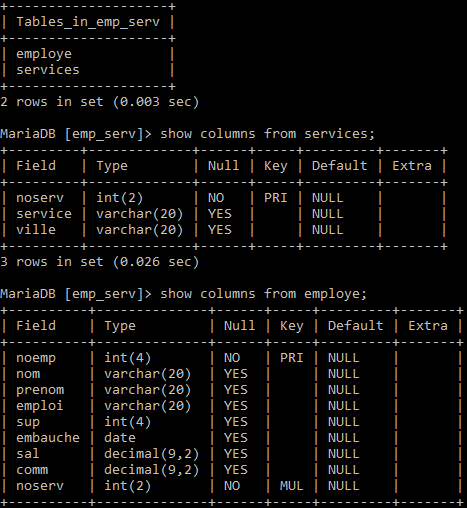 +--------------------+
| Tables_in_emp_serv |
+--------------------+
| employe            |
| services           |
+--------------------+
2 rows in set (0.003 sec)
MariaDB [emp_serv]> show columns from services;
+---------+-------------+------+-----+---------+-------+
| Field   | Type        | Null | Key | Default | Extra |
+---------+-------------+------+-----+---------+-------+
| noserv  | int(2)      | NO   | PRI | NULL    |       |
| service | varchar(20) | YES  |     | NULL    |       |
| ville   | varchar(20) | YES  |     | NULL    |       |
+---------+-------------+------+-----+---------+-------+
3 rows in set (0.026 sec)
MariaDB [emp_serv]> show columns from employe;
+----------+--------------+------+-----+---------+-------+
| Field    | Type         | Null | Key | Default | Extra |
+----------+--------------+------+-----+---------+-------+
| noemp    | int(4)       | NO   | PRI | NULL    |       |
| nom      | varchar(20)  | YES  |     | NULL    |       |
| prenom   | varchar(20)  | YES  |     | NULL    |       |
| emploi   | varchar(20)  | YES  |     | NULL    |       |
| sup      | int(4)       | YES  |     | NULL    |       |
| embauche | date         | YES  |     | NULL    |       |
| sal      | decimal(9,2) | YES  |     | NULL    |       |
| comm     | decimal(9,2) | YES  |     | NULL    |       |
| noserv   | int(2)       | NO   | MUL | NULL    |       |
+----------+--------------+------+-----+---------+-------+